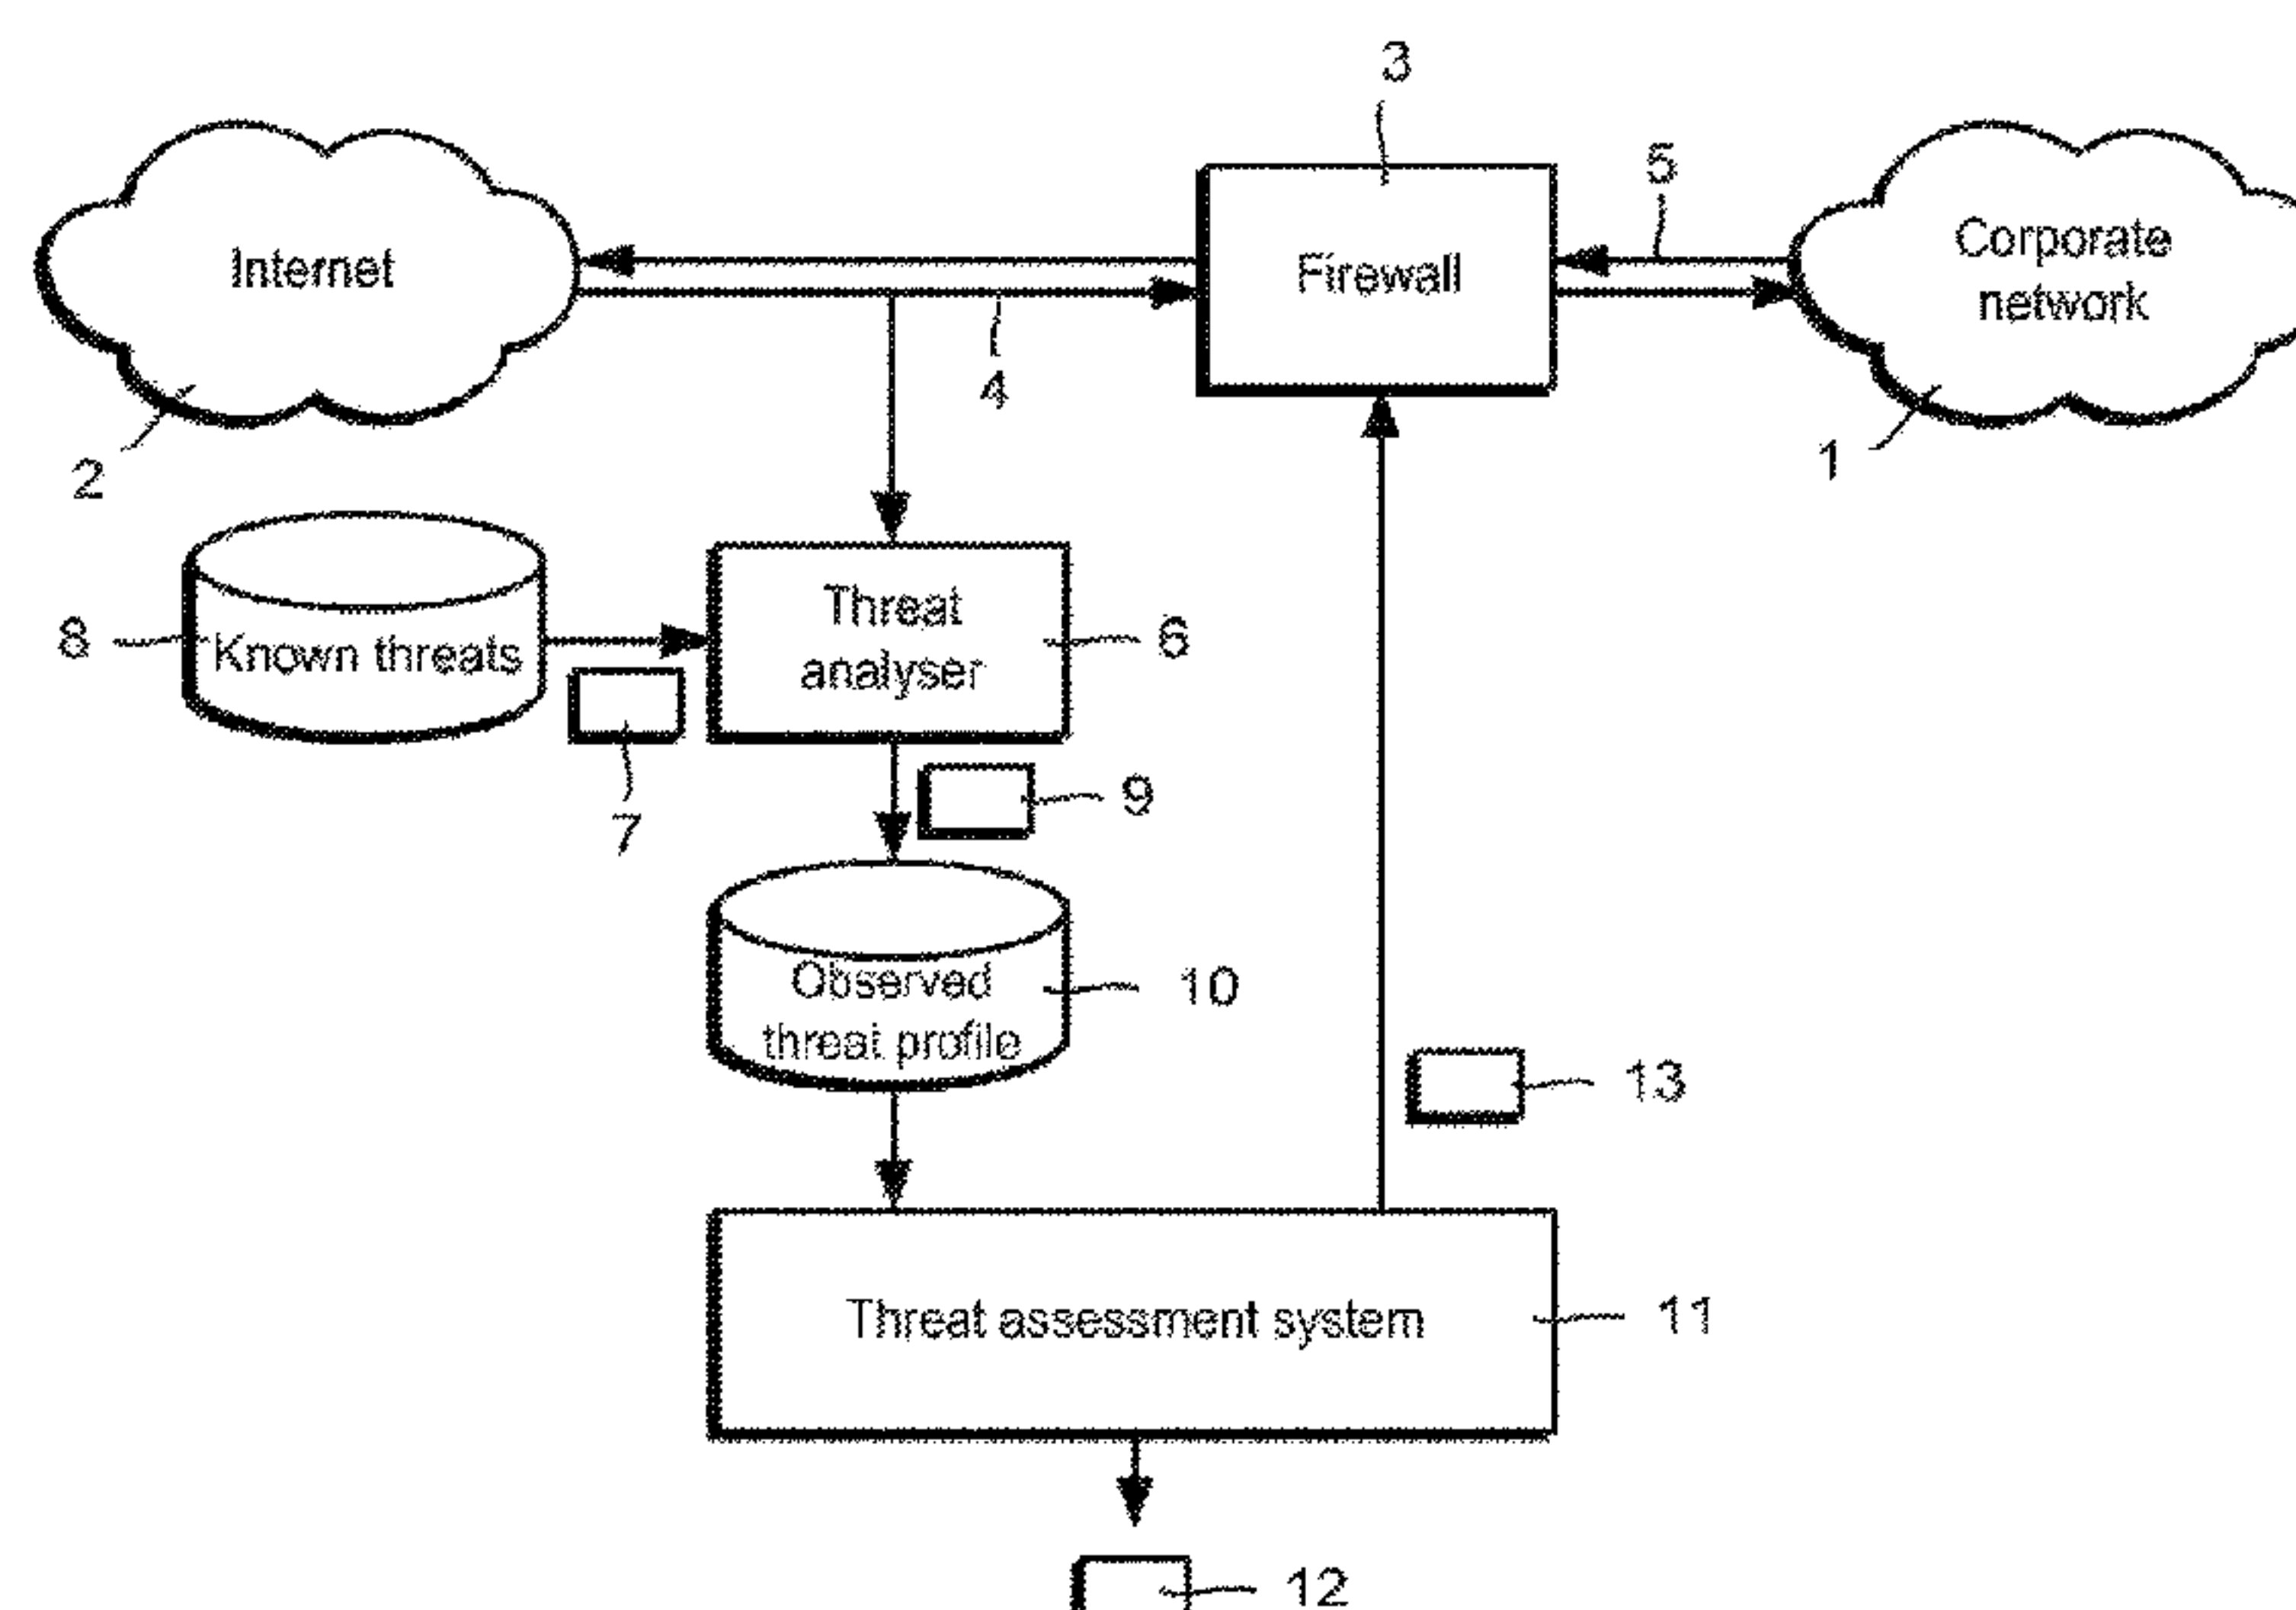 3
5
Internet
Firewall
Corporate
network
4
2
1
8
Known threats
Threat
analyser
6
7
9
Observed
threat profile
10
13
Threat assessment system
11
12